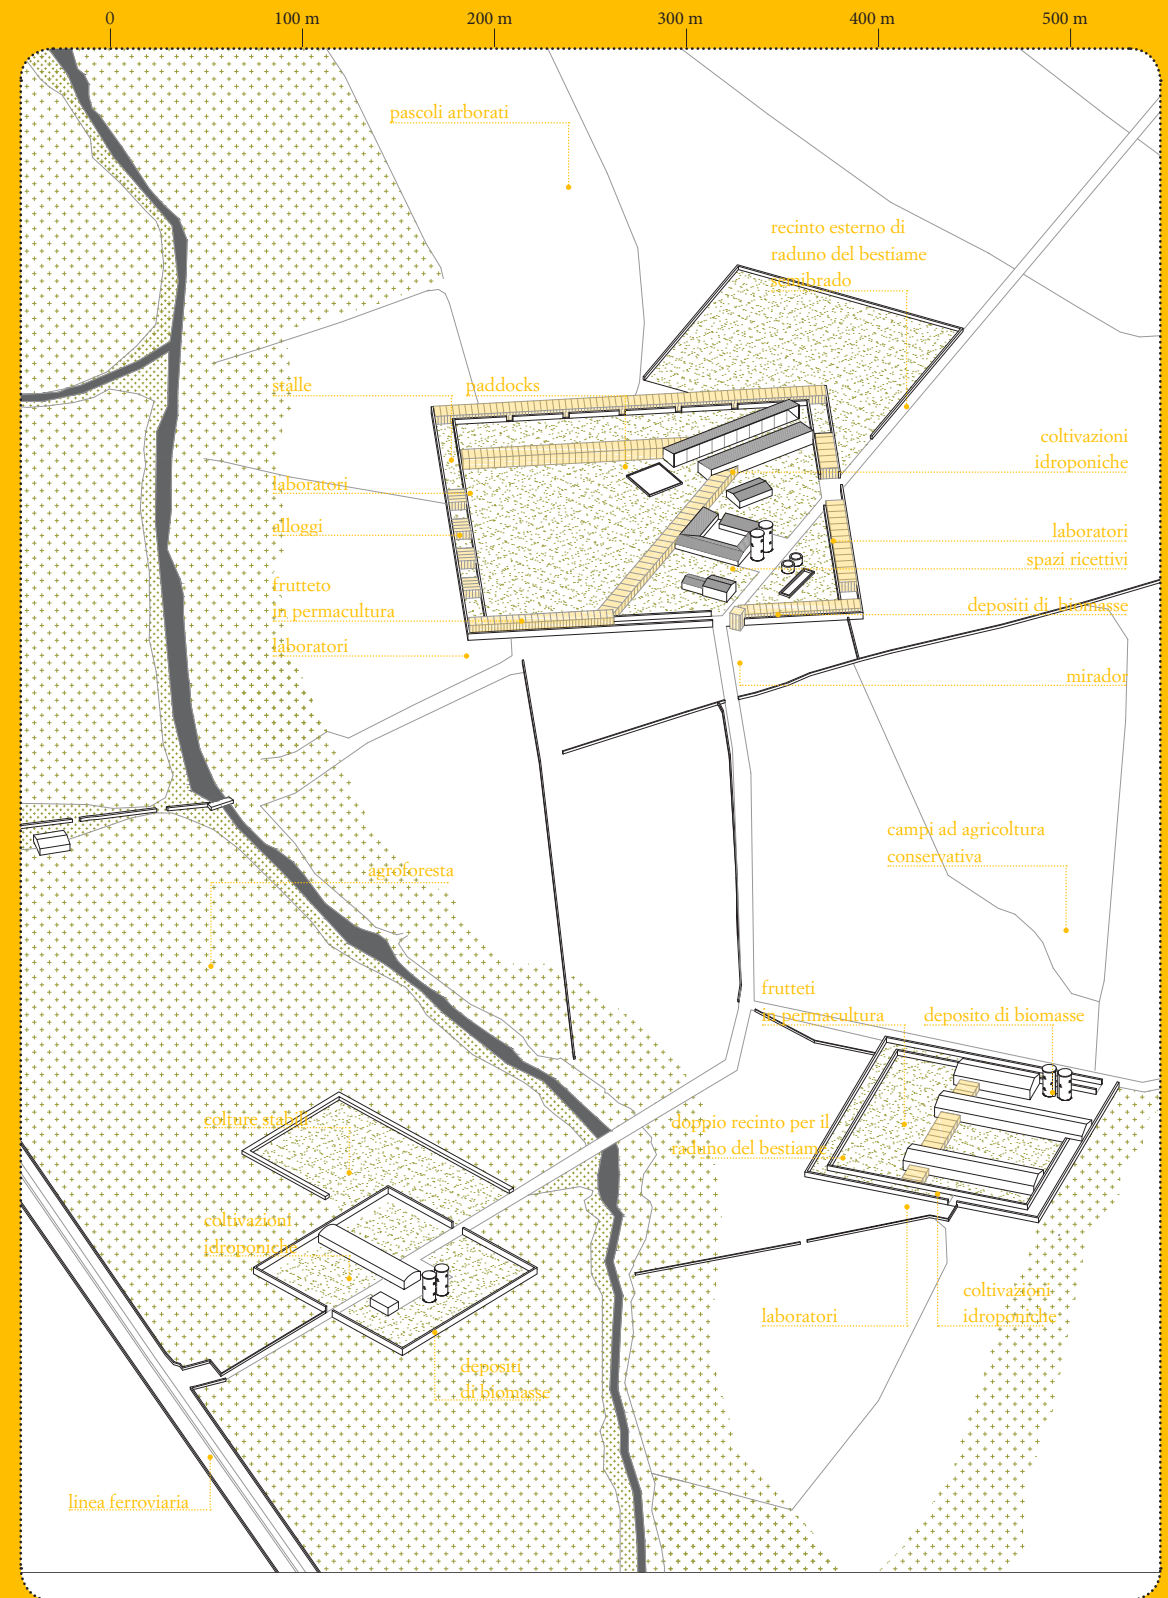 0 100 m 200 m 300 m 400 m 500 m
pascoli arborati
recinto esterno di
raduno del bestiame
semibrado
stalle
paddocks
coltivazioni
idroponiche
laboratori
alloggi
laboratori
spazi ricettivi
frutteto
in permacultura
depositi di biomasse
laboratori
mirador
campi ad agricoltura
conservativa
agroforesta
frutteti
in permacultura
deposito di biomasse
colture stabili
doppio recinto per il
raduno del bestiame
coltivazioni
idroponiche
coltivazioni
idroponiche
laboratori
depositi
di biomasse
linea ferroviaria